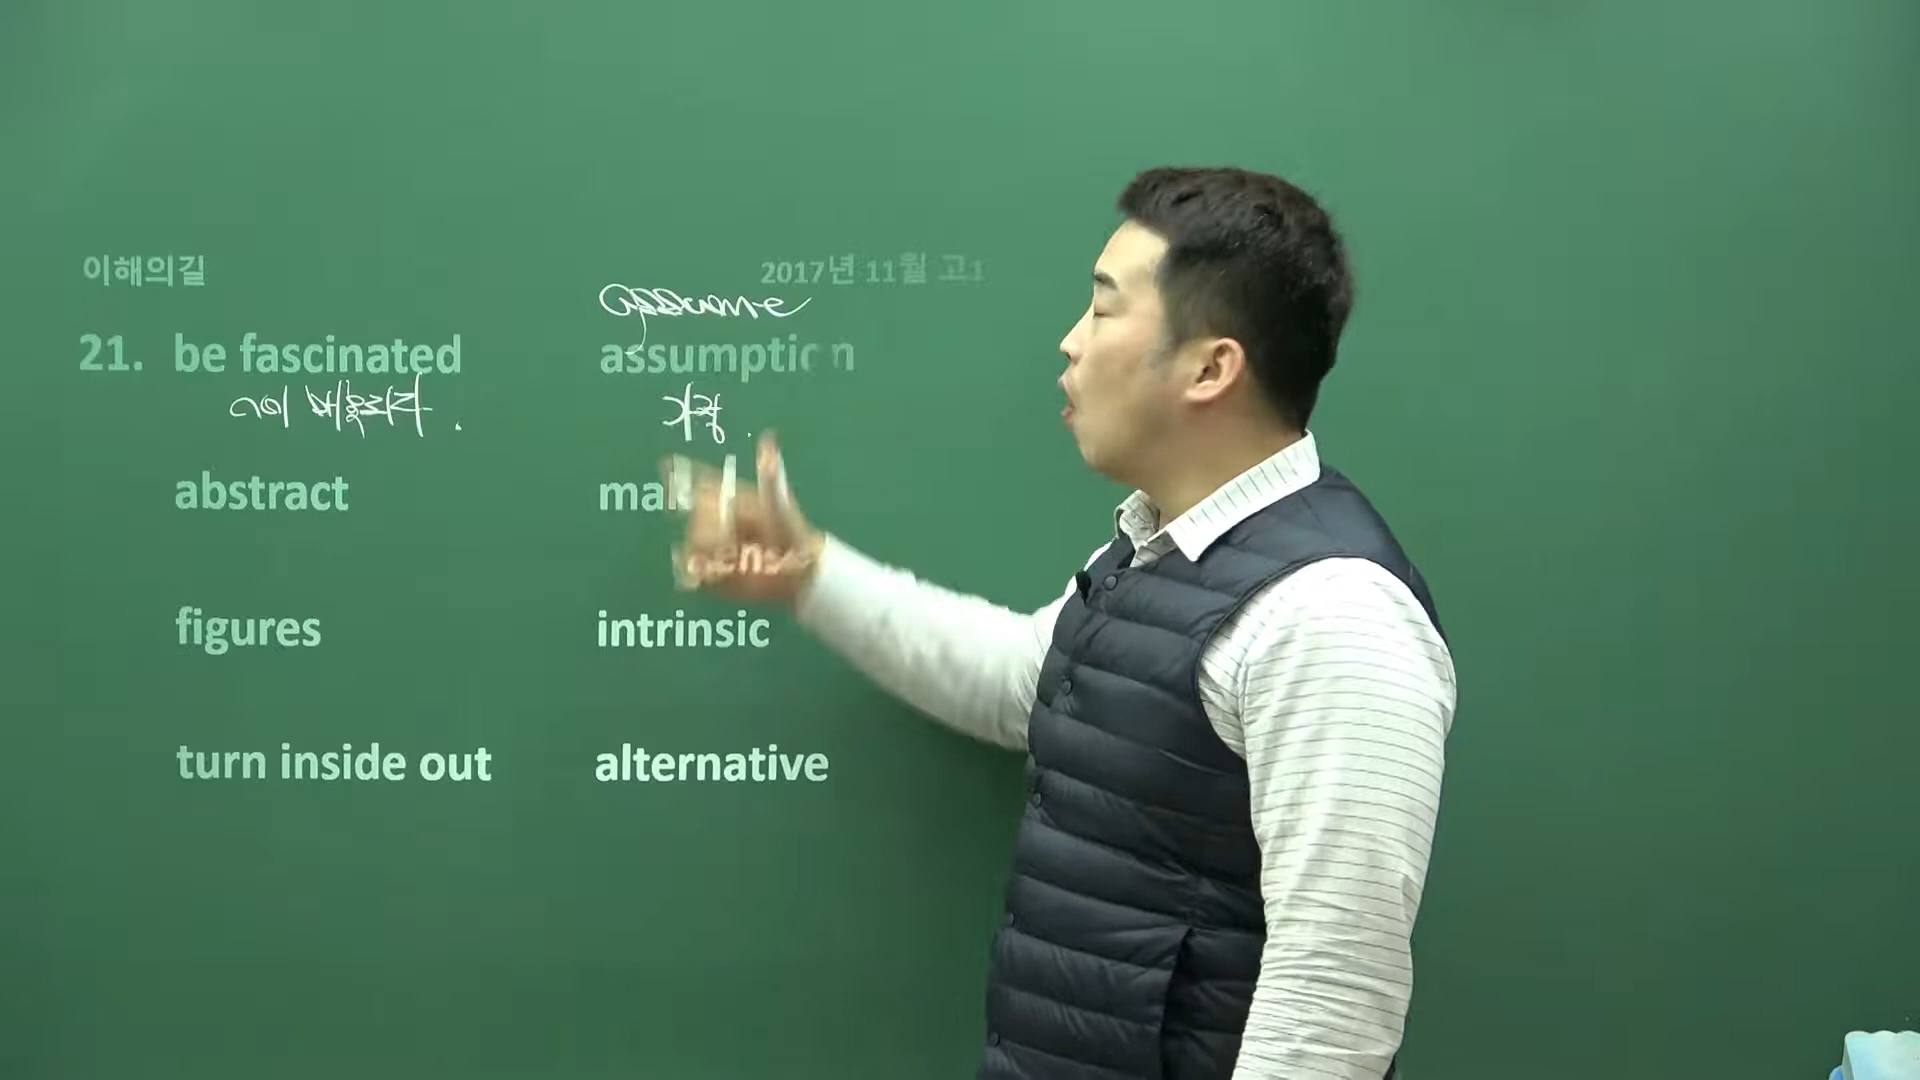 이해의길
2017년 11월 고1
assume
21. be fascinated
assumption
~에 매혹되다.
가정.
abstract
figures
intrinsic
turn inside out
alternative